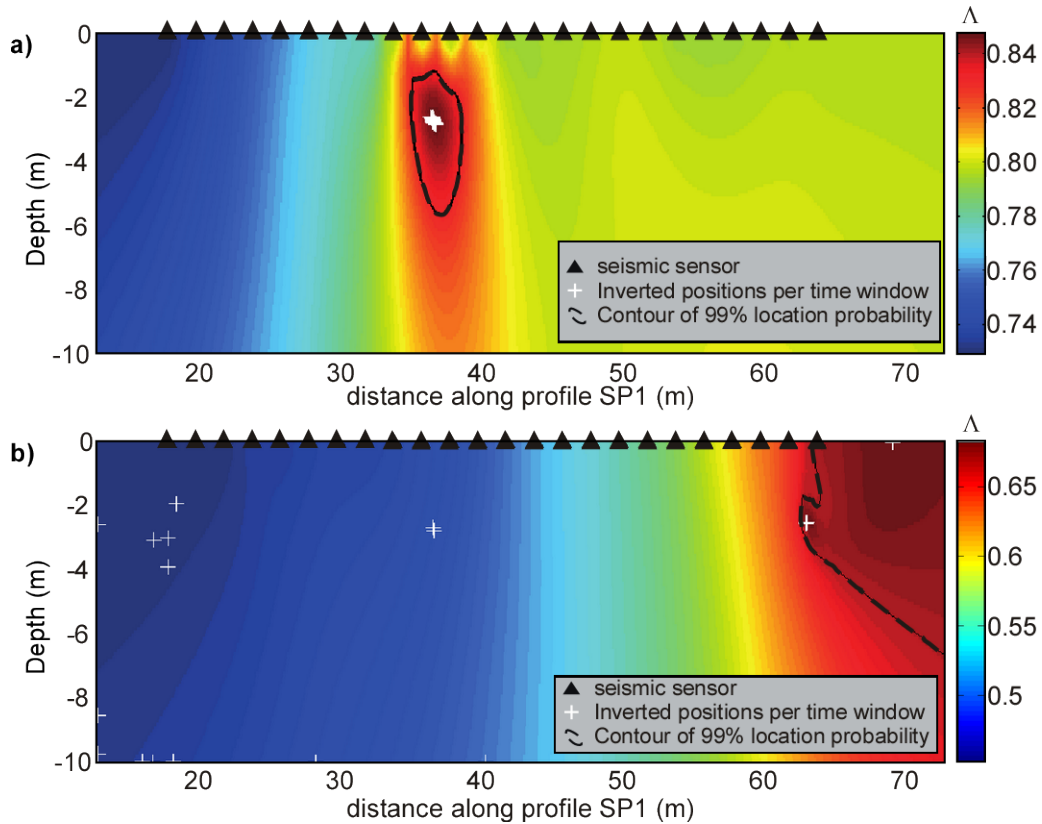 a)
Λ
0
-2
-4
-6
-8
-10
Depth (m)
seismic sensor
Inverted positions per time window
Contour of 99% location probability
20 30 40 50 60 70
distance along profile SP1 (m)
0.84
0.82
0.80
0.78
0.76
0.74
b)
Λ
0
-2
-4
-6
-8
-10
Depth (m)
seismic sensor
Inverted positions per time window
Contour of 99% location probability
20 30 40 50 60 70
distance along profile SP1 (m)
0.65
0.6
0.55
0.5